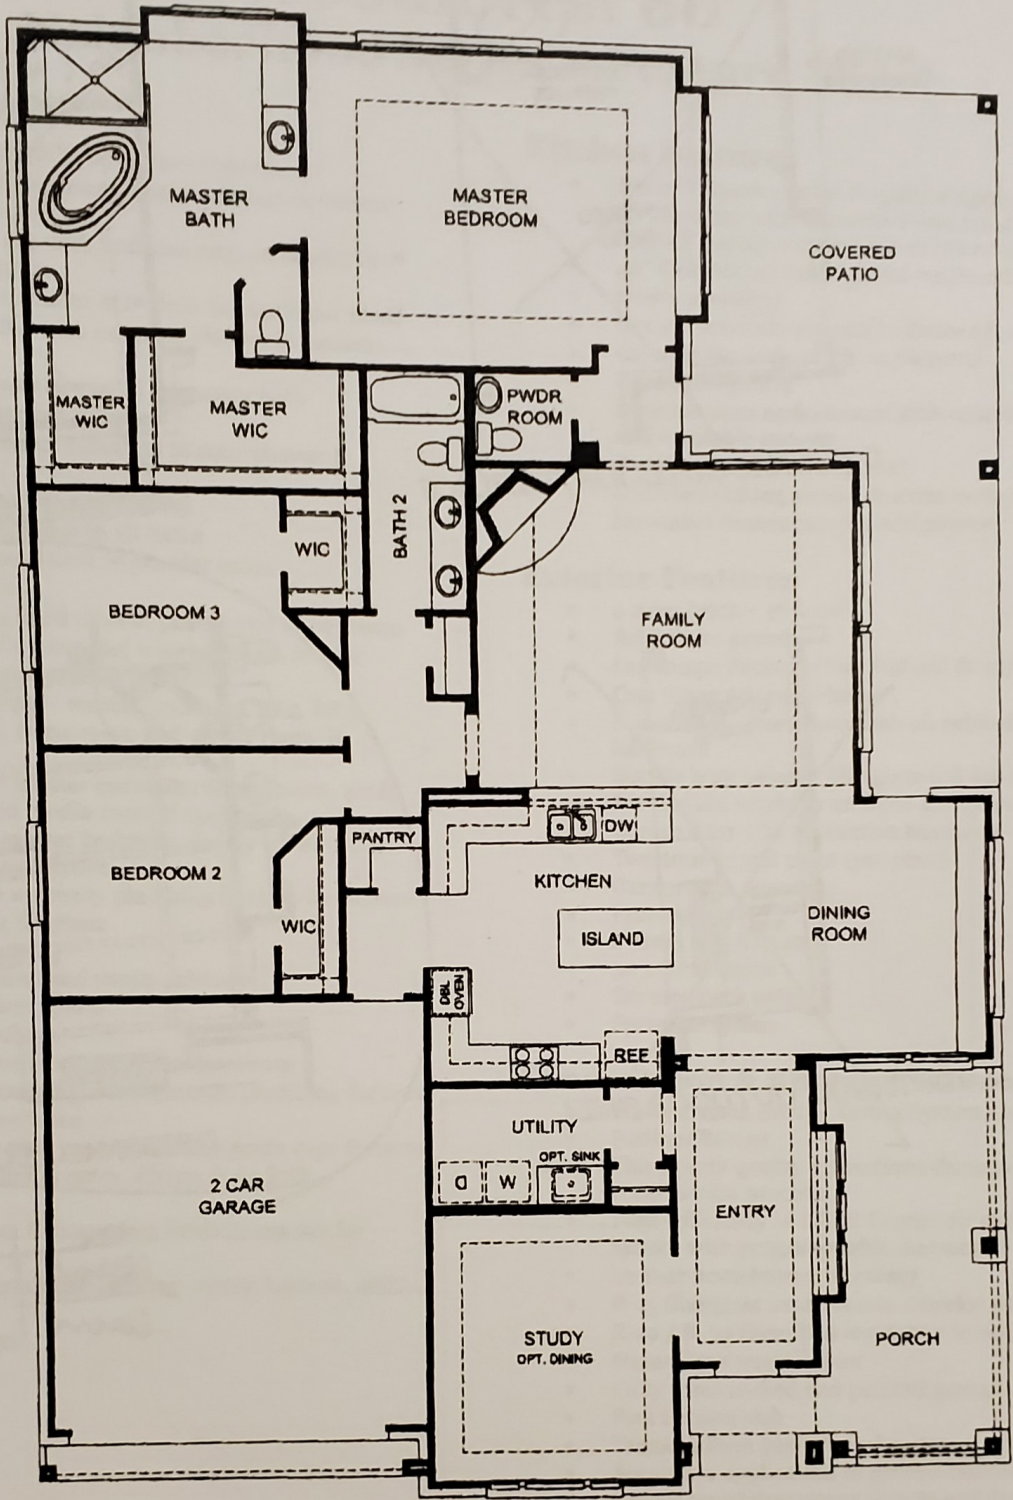 MASTER
BATH
MASTER
BEDROOM
COVERED
PATIO
MASTER
WIC
MASTER
WIC
PWDR
ROOM
BATH 2
WIC
BEDROOM 3
FAMILY
ROOM
PANTRY
DW
BEDROOM 2
KITCHEN
WIC
ISLAND
DINING
ROOM
DBL
OVEN
REF
UTILITY
OPT. SINK
D
W
2 CAR
GARAGE
ENTRY
STUDY
OPT. DINING
PORCH